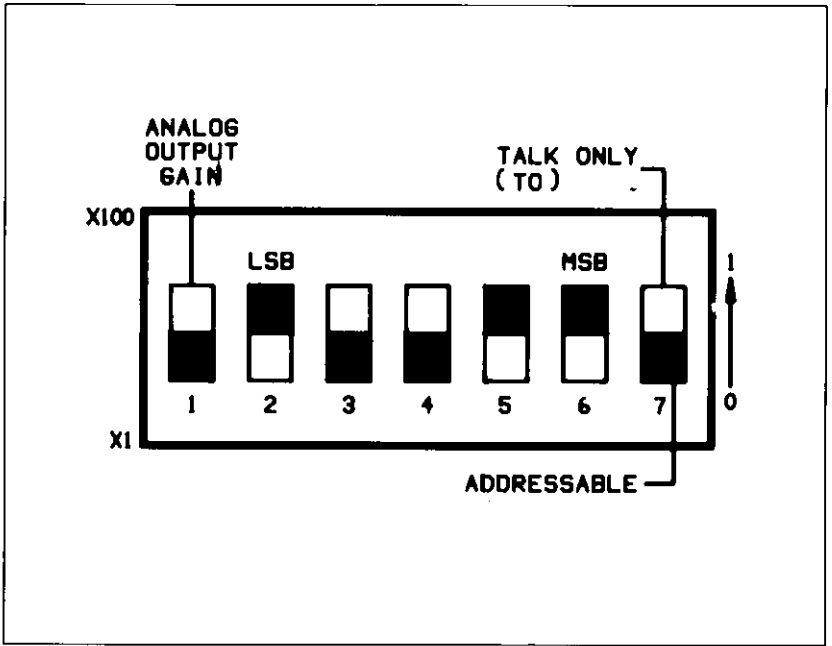 ANALOG
OUTPUT
GAIN
TALK ONLY
(TO)
X100
LSB
MSB
1
1 2 3 4 5 6 7
0
X1
ADDRESSABLE